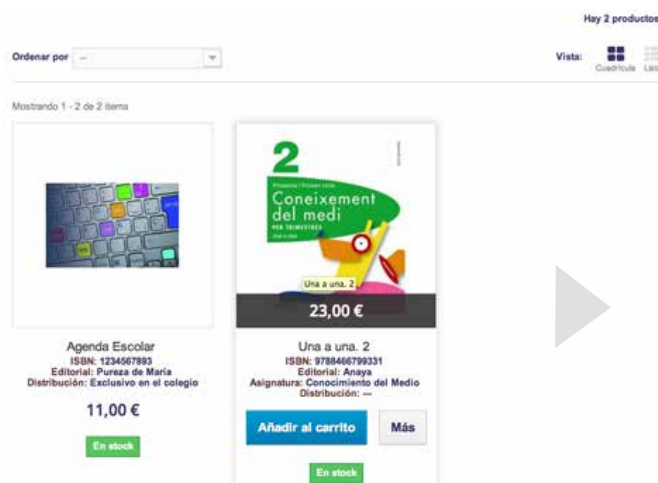 Hay 2 productos
Ordenar por --
Vista:
Cuadrícula
Mostrando 1 - 2 de 2 items
2
Coneixement
del medi
PER TRIMESTRES
Una a una. 2
23,00 €
Agenda Escolar
ISBN: 1234567893
Editorial: Pureza de María
Distribución: Exclusivo en el colegio
11,00 €
En stock
Una a una. 2
ISBN: 9788466799331
Editorial: Anaya
Asignatura: Conocimiento del Medio
Distribución: ---
Añadir al carrito
Más
En stock